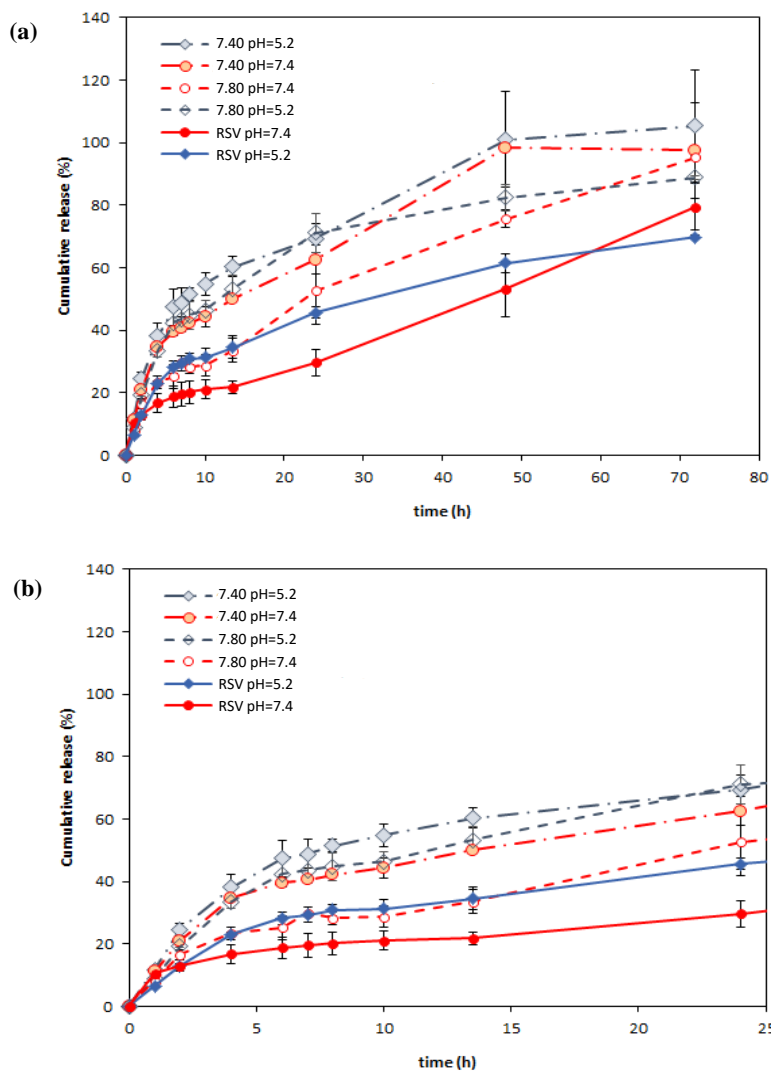 (a)
140
120
100
80
60
40
20
0
Cumulative release (%)
7.40 pH=5.2
7.40 pH=7.4
7.80 pH=7.4
7.80 pH=5.2
RSV pH=7.4
RSV pH=5.2
0 10 20 30 40 50 60 70 80
time (h)
(b)
140
120
100
80
60
40
20
0
Cumulative release (%)
7.40 pH=5.2
7.40 pH=7.4
7.80 pH=5.2
7.80 pH=7.4
RSV pH=5.2
RSV pH=7.4
0 5 10 15 20 25
time (h)